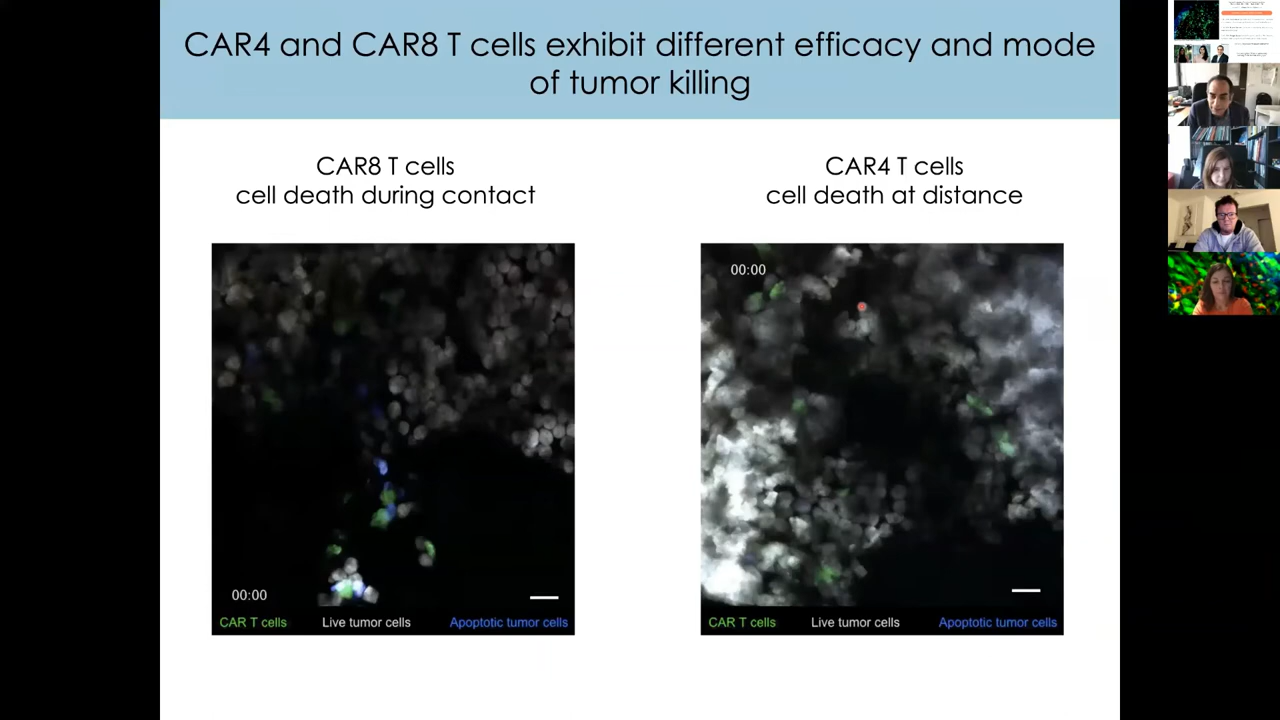 CAR4 and CAR8 T cells exhibit different efficacy and mode
of tumor killing
CAR8 T cells
cell death during contact
CAR4 T cells
cell death at distance
00:00
CAR T cells
Live tumor cells
Apoptotic tumor cells
00:00
CAR T cells
Live tumor cells
Apoptotic tumor cells